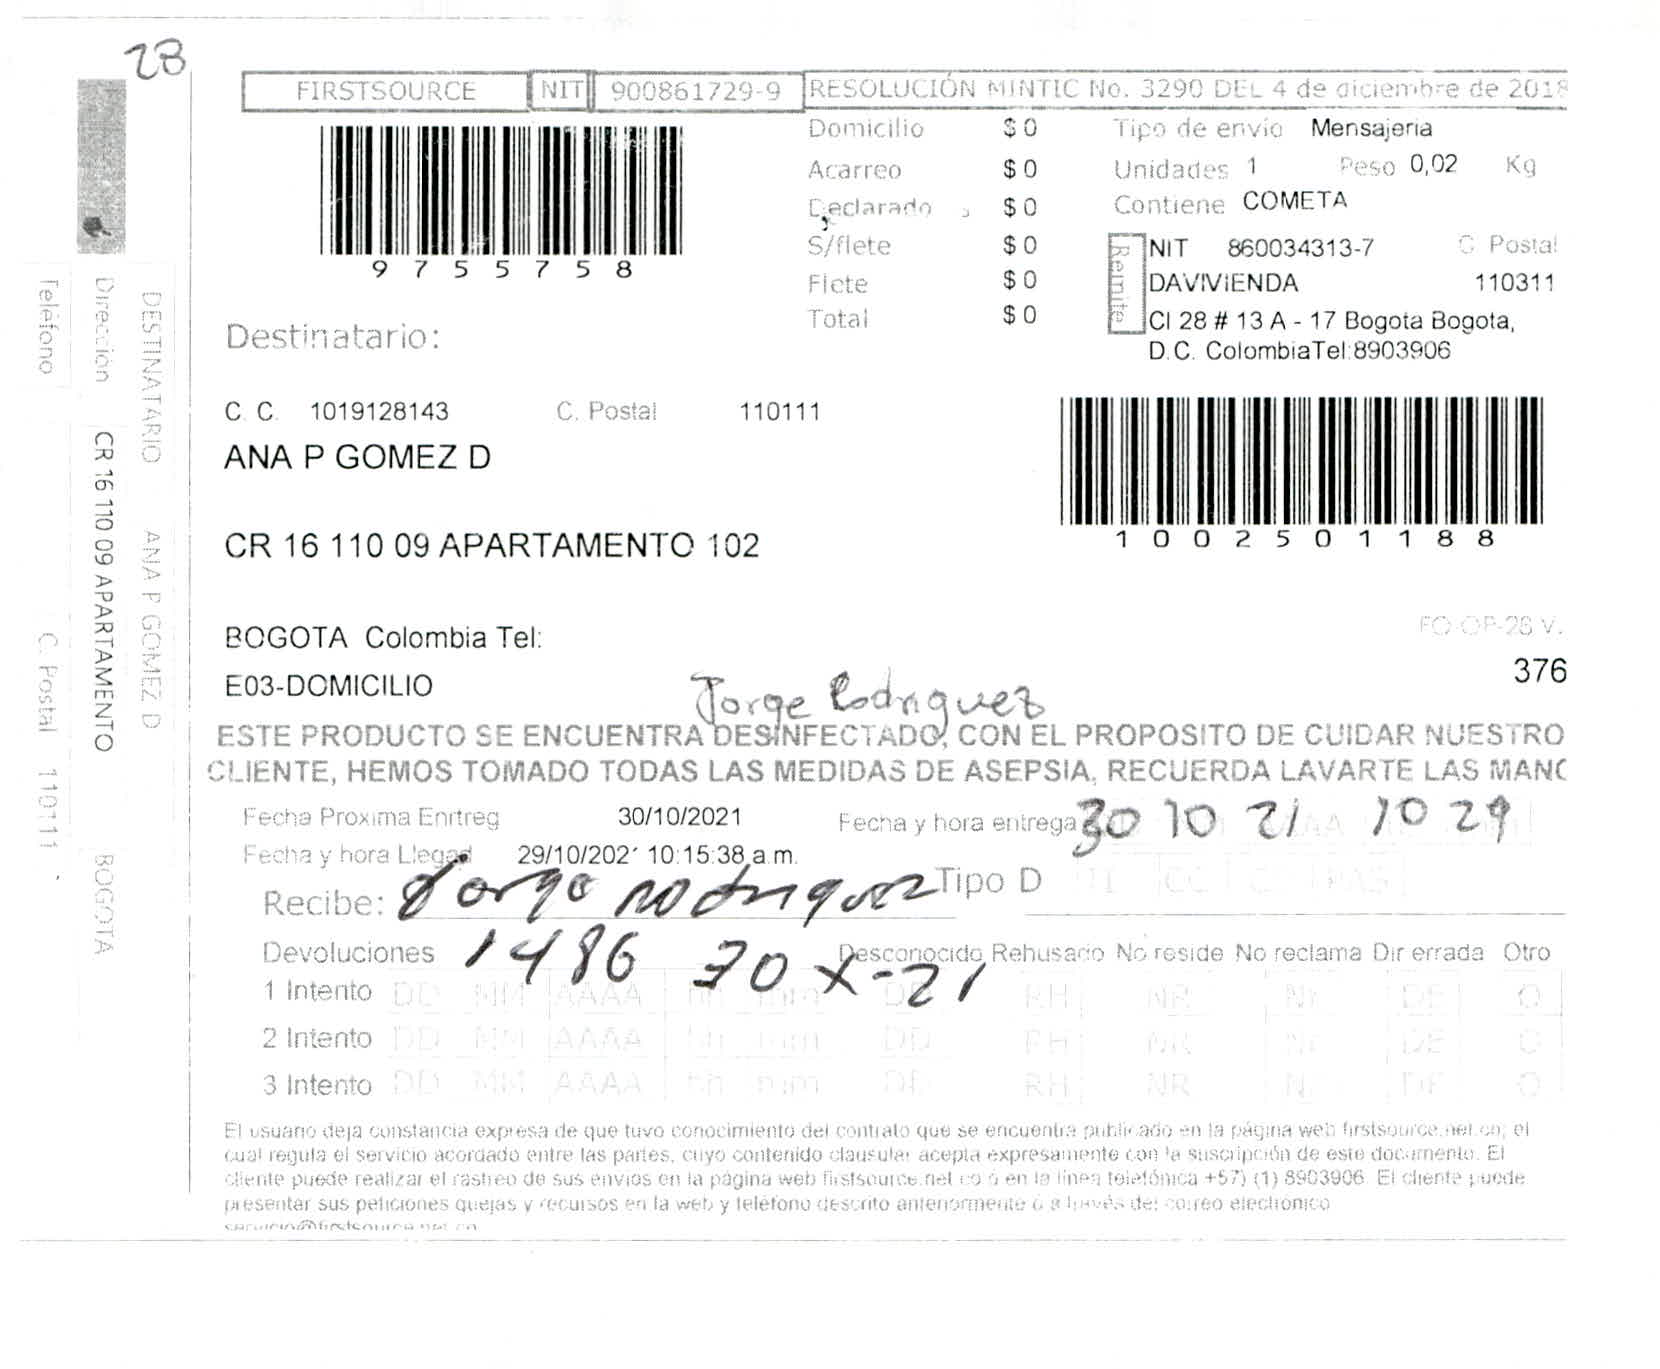 28
FIRSTSOURCE NIT 900861729-9 RESOLUCIÓN MINTIC No. 3290 DEL 4 de diciembre de 2018
9755758
Domicilio $ 0
Acarreo $ 0
Declarado $ 0
S/flete $ 0
Flete $ 0
Total $ 0
Tipo de envio Mensajeria
Unidades 1 Peso 0,02 Kg
Contiene COMETA
Remite
NIT 860034313-7 C Postal
DAVIVIENDA 110311
Cl 28 # 13 A - 17 Bogota Bogota,
D.C. ColombiaTel:8903906
Destinatario:
C. C. 1019128143 C. Postal 110111
ANA P GOMEZ D
1002501188
CR 16 110 09 APARTAMENTO 102
BOGOTA Colombia Tel:
FO-OP-28 V.
376
E03-DOMICILIO
Jorge Rodriguez
ESTE PRODUCTO SE ENCUENTRA DESINFECTADO, CON EL PROPOSITO DE CUIDAR NUESTRO
CLIENTE, HEMOS TOMADO TODAS LAS MEDIDAS DE ASEPSIA, RECUERDA LAVARTE LAS MANO
Fecha Proxima Enrtreg 30/10/2021 Fecha y hora entrega 30 10 21 10 29
Fecha y hora Llegad 29/10/2021 10:15:38 a.m.
Recibe: Jorge Rodriguez Tipo D TI CC CE PAS
Devoluciones 1486 30 X-21 Desconocido Rehusado No reside No reclama Dir errada Otro
1 Intento DD MM AAAA hh mm DD RH NR NR DE O
2 Intento DD MM AAAA hh mm DD RH NR NR DE O
3 Intento DD MM AAAA hh mm DD RH NR NR DE O
El usuario deja constancia expresa de que tuvo conocimiento del contrato que se encuentra publicado en la página web firstsource.net.co; el
cual regula el servicio acordado entre las partes, cuyo contenido clausular acepta expresamente con la suscripción de este documento. El
cliente puede realizar el rastreo de sus envios en la página web firstsource.net.co ó en la línea telefónica +57) (1) 8903906. El cliente puede
presentar sus peticiones quejas y recursos en la web y teléfono descrito anteriormente ó a través del correo electrónico
servicio@firstsource.net.co
DESTINATARIO ANA P GOMEZ D
Dirección CR 16 110 09 APARTAMENTO BOGOTA
Teléfono C. Postal 110111